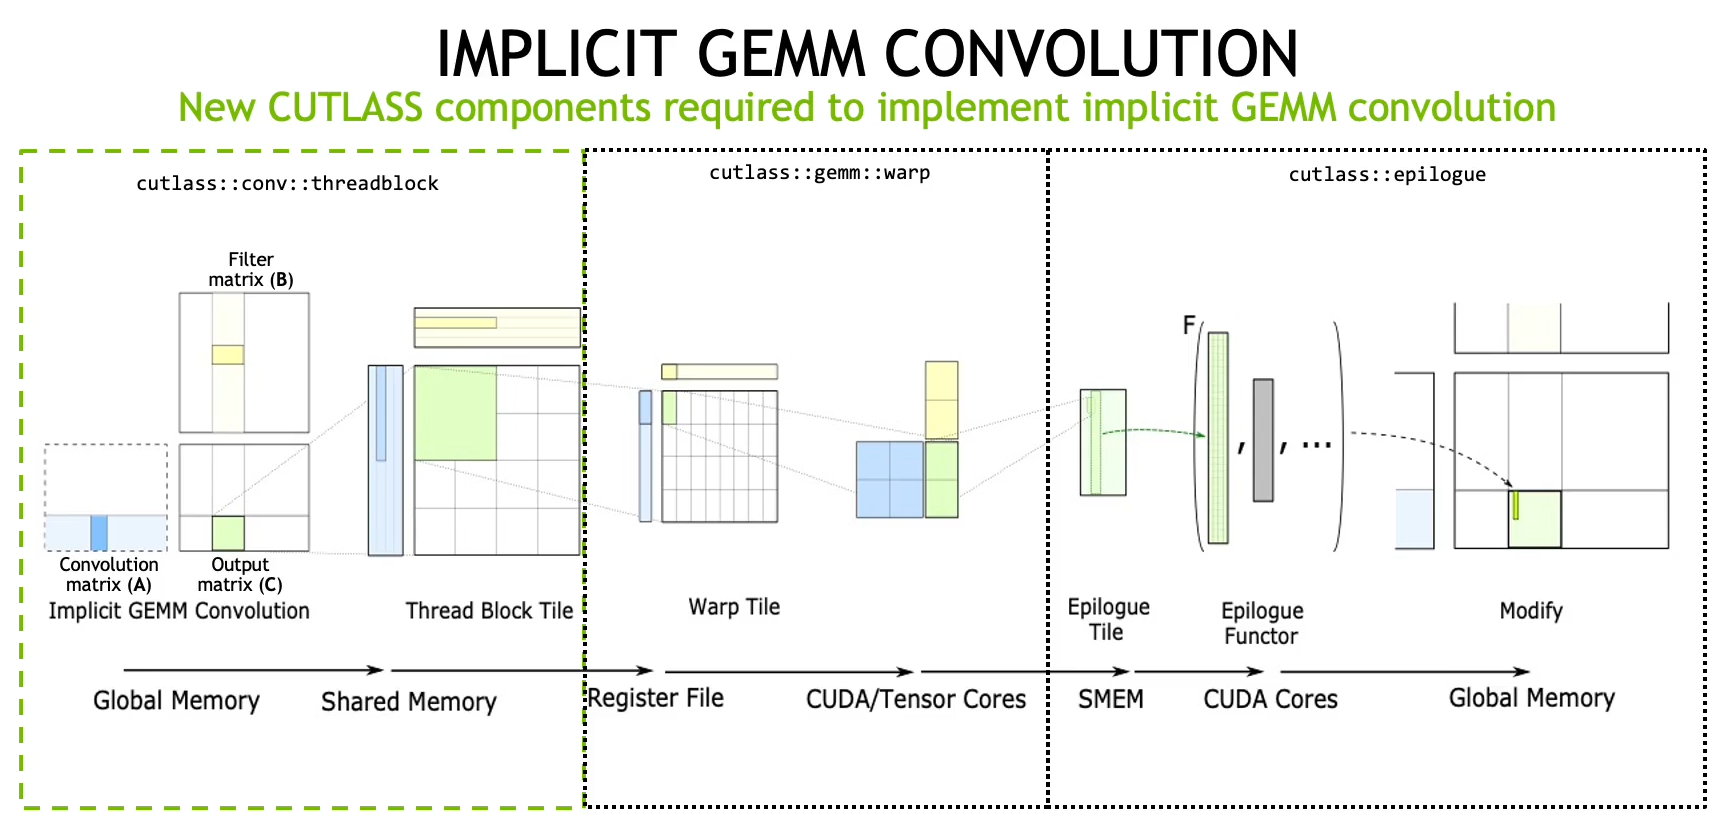 IMPLICIT GEMM CONVOLUTION
New CUTLASS components required to implement implicit GEMM convolution
cutlass::conv::threadblock
Filter
matrix (B)
Convolution
matrix (A)
Output
matrix (C)
Implicit GEMM Convolution
Thread Block Tile
Global Memory
Shared Memory
cutlass::gemm::warp
Warp Tile
Register File
CUDA/Tensor Cores
cutlass::epilogue
F
, , ...
Epilogue
Tile
Epilogue
Functor
Modify
SMEM
CUDA Cores
Global Memory